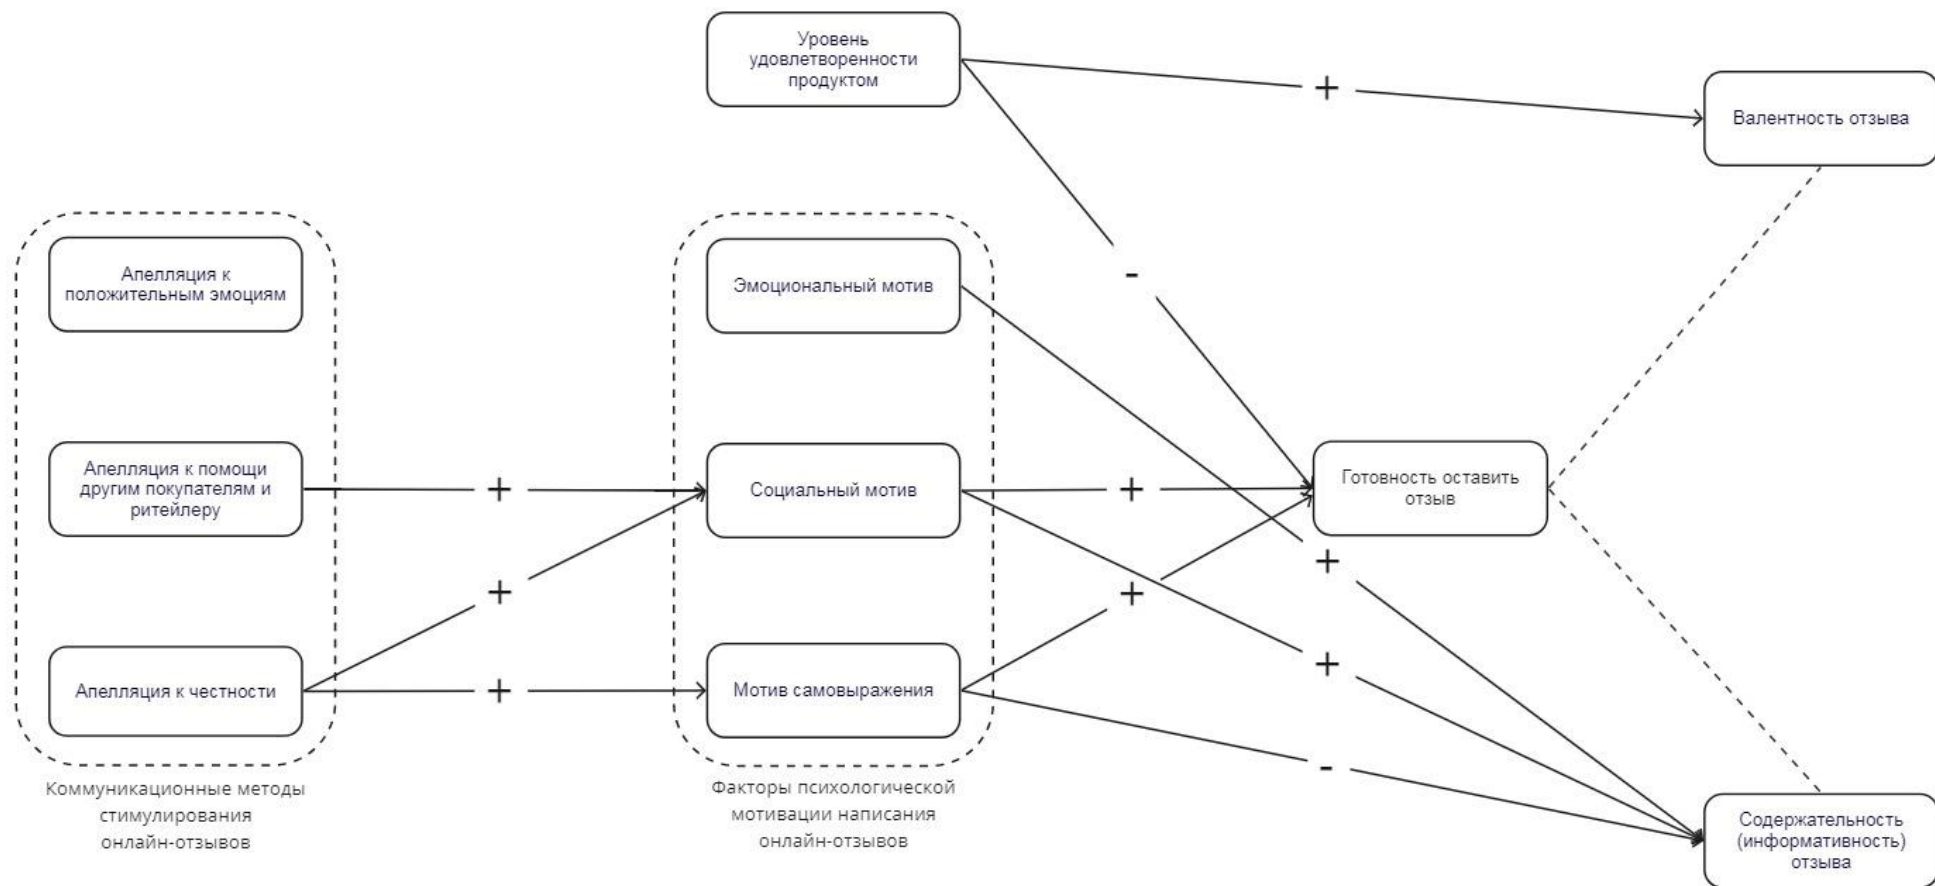 Уровень
удовлетворенности
продуктом
+
Валентность отзыва
-
Апелляция к
положительным эмоциям
Эмоциональный мотив
Апелляция к помощи
другим покупателям и
ритейлеру
+
Социальный мотив
+
Готовность оставить
отзыв
+
+
+
+
Апелляция к честности
+
Мотив самовыражения
-
Коммуникационные методы
стимулирования
онлайн-отзывов
Факторы психологической
мотивации написания
онлайн-отзывов
Содержательность
(информативность)
отзыва